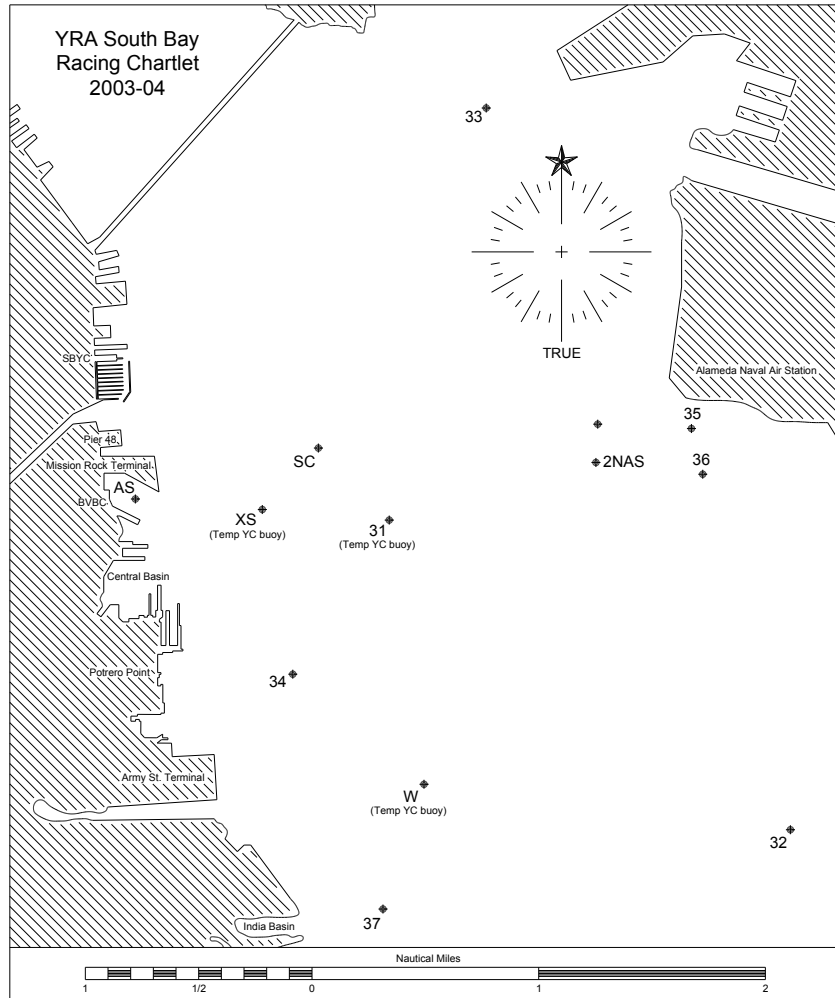 YRA South Bay
Racing Chartlet
2003-04
33
TRUE
SBYC
Alameda Naval Air Station
35
Pier 48
SC
2NAS
36
Mission Rock Terminal
AS
BVBC
XS
(Temp YC buoy)
31
(Temp YC buoy)
Central Basin
Potrero Point
34
Army St. Terminal
W
(Temp YC buoy)
32
37
India Basin
Nautical Miles
1 1/2 0 1 2